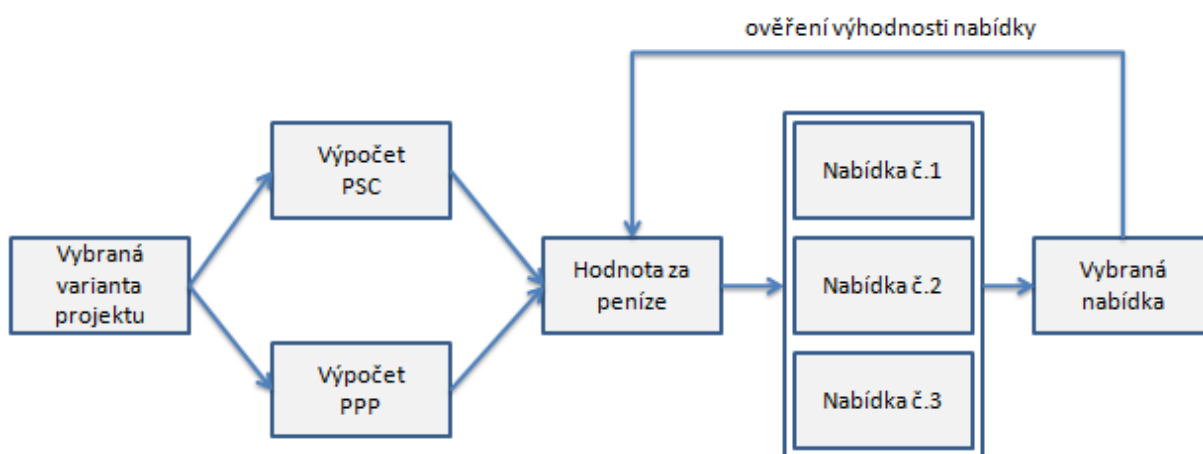 ověření výhodnosti nabídky
Výpočet
PSC
Nabídka č.1
Vybraná
varianta
projektu
Hodnota za
peníze
Nabídka č.2
Vybraná
nabídka
Výpočet
PPP
Nabídka č.3